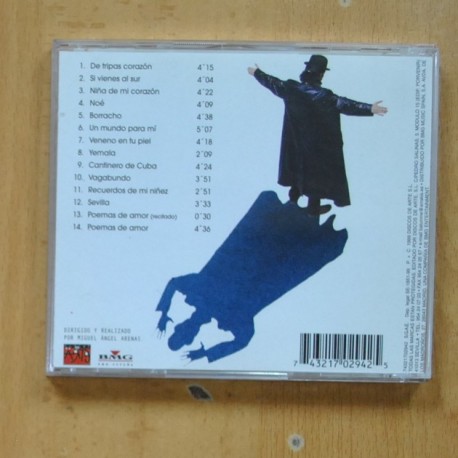 1. De tripas corazón 4´15
2. Si vienes al sur 4´04
3. Niña de mi corazón 4´22
4. Noé 4´09
5. Borracho 4´38
6. Un mundo para mí 5´07
7. Veneno en tu piel 4´18
8. Yemala 2´09
9. Cantinero de Cuba 4´24
10. Vagabundo 3´51
11. Recuerdos de mi niñez 2´51
12. Sevilla 3´33
13. Poemas de amor (recitado) 0´30
14. Poemas de amor 4´36
DIRIGIDO Y REALIZADO
POR MIGUEL ANGEL ARENAS
BMG
7 43217 02942 5